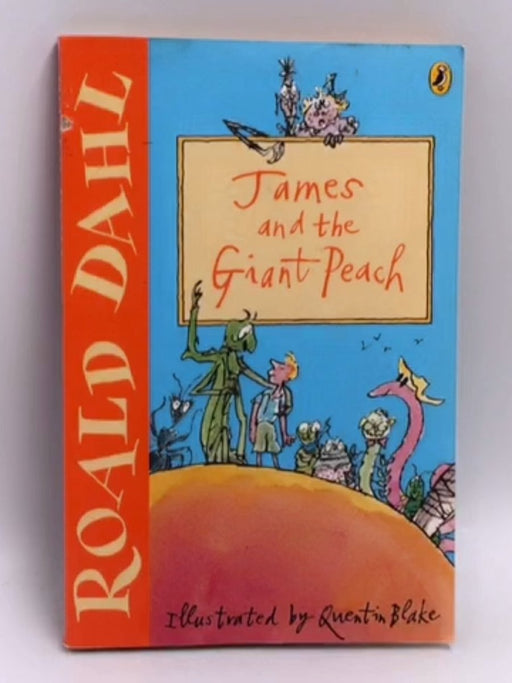 ROALD DAHL
James
and the
Giant Peach
Illustrated by Quentin Blake